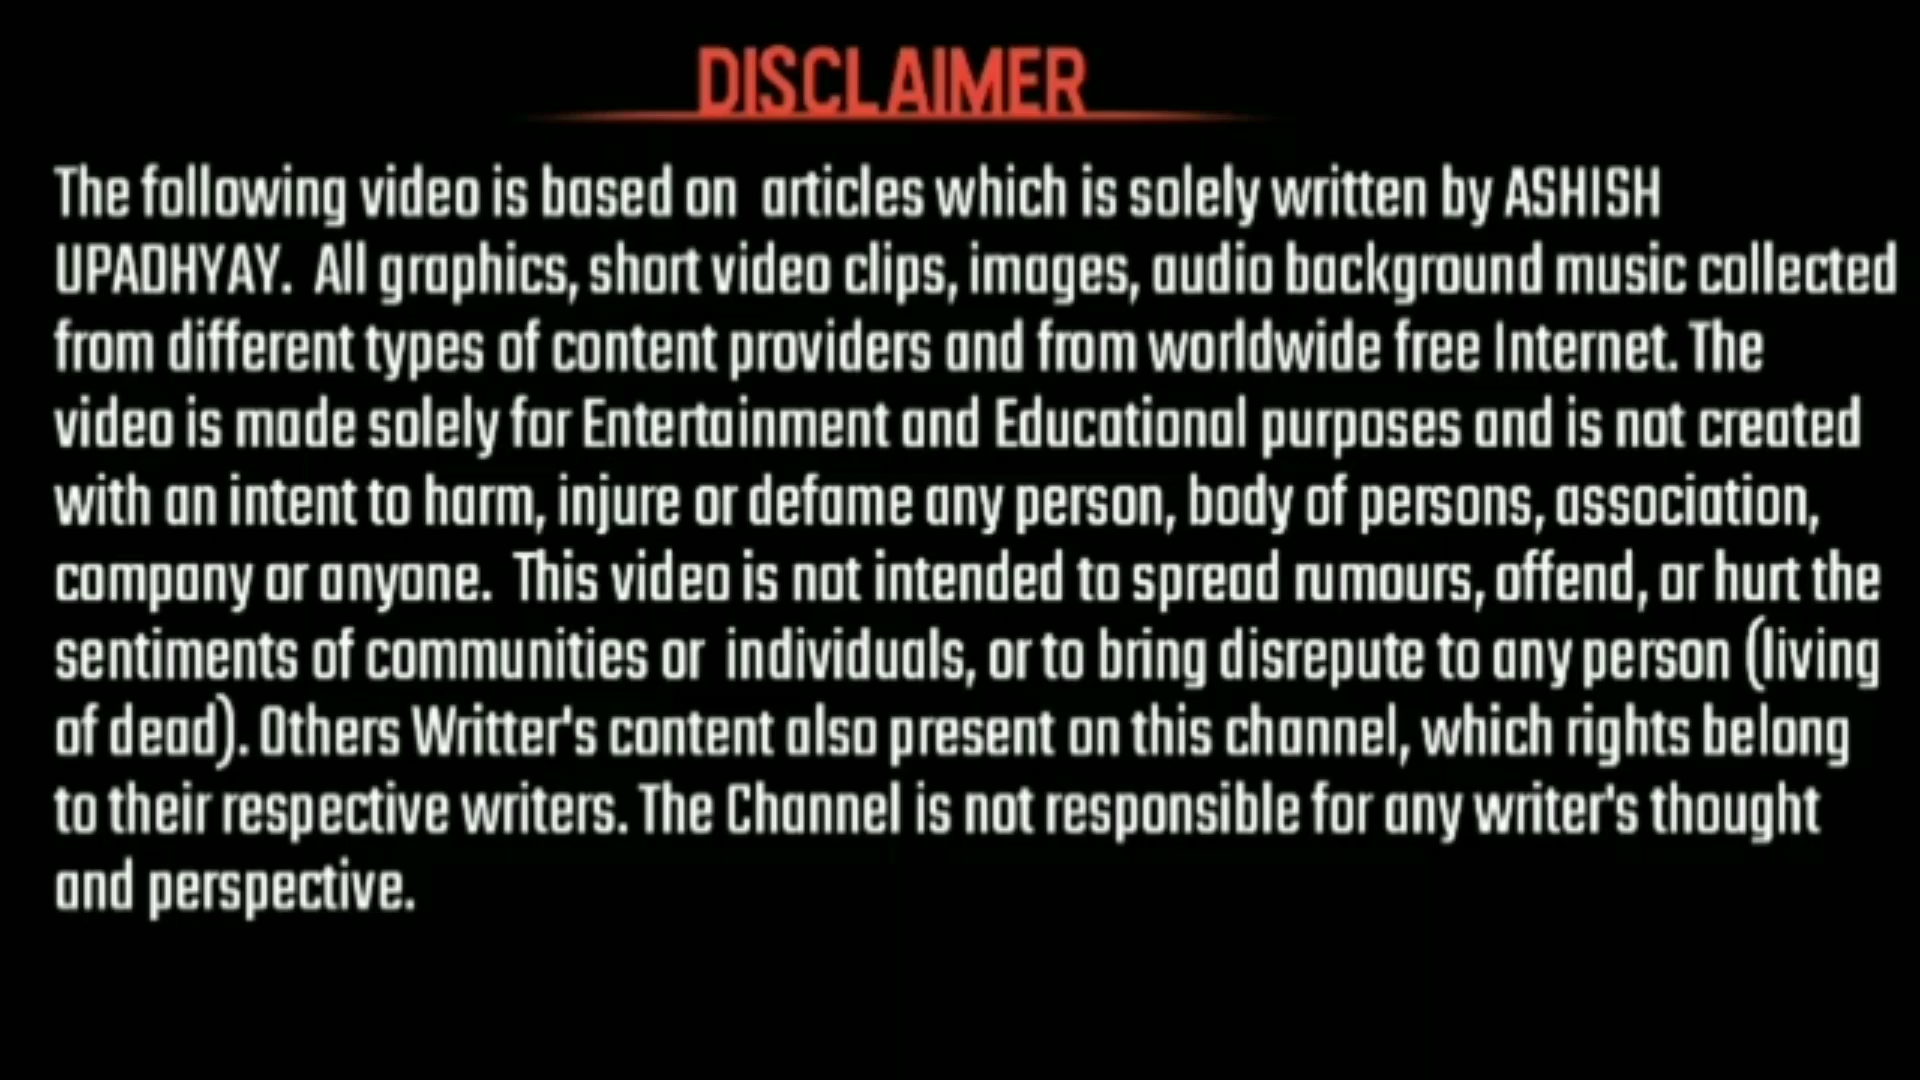 DISCLAIMER
The following video is based on articles which is solely written by ASHISH
UPADHYAY. All graphics, short video clips, images, audio background music collected
from different types of content providers and from worldwide free Internet. The
video is made solely for Entertainment and Educational purposes and is not created
with an intent to harm, injure or defame any person, body of persons, association,
company or anyone. This video is not intended to spread rumours, offend, or hurt the
sentiments of communities or individuals, or to bring disrepute to any person (living
of dead). Others Writter's content also present on this channel, which rights belong
to their respective writers. The Channel is not responsible for any writer's thought
and perspective.